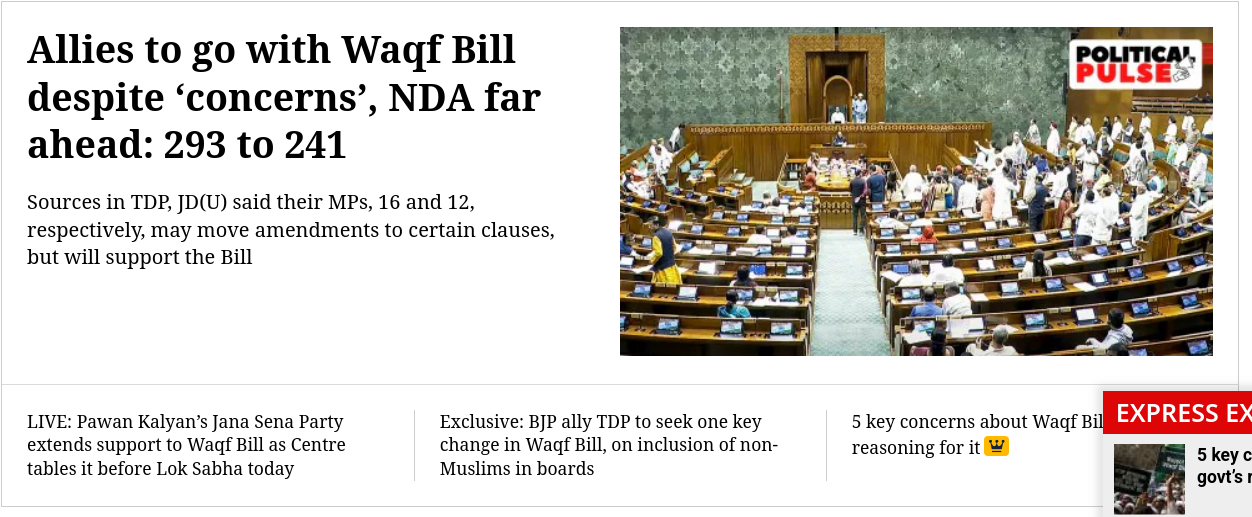 Allies to go with Waqf Bill
despite ‘concerns’, NDA far
ahead: 293 to 241
Sources in TDP, JD(U) said their MPs, 16 and 12,
respectively, may move amendments to certain clauses,
but will support the Bill
POLITICAL
PULSE
LIVE: Pawan Kalyan’s Jana Sena Party
extends support to Waqf Bill as Centre
tables it before Lok Sabha today
Exclusive: BJP ally TDP to seek one key
change in Waqf Bill, on inclusion of non-
Muslims in boards
5 key concerns about Waqf Bil
reasoning for it
EXPRESS EX
5 key c
govt’s r